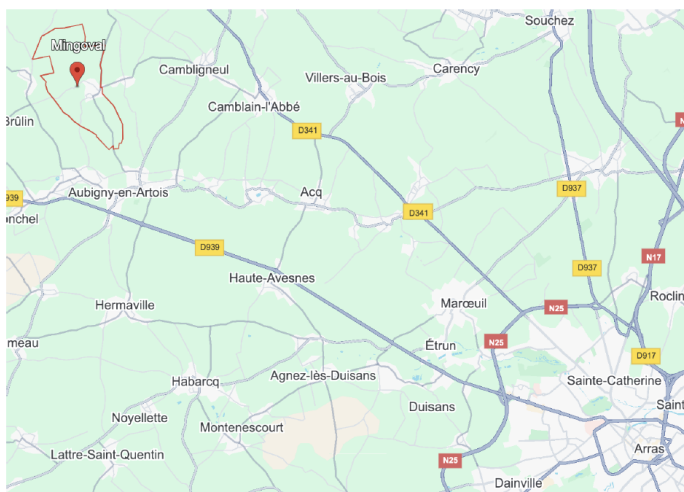 Souchez
Mingoval
Cambligneul
Villers-au-Bois
Carency
Camblain-l'Abbé
Brûlin
D341
N
Aubigny-en-Artois
Acq
D937
939
D341
onchel
D939
N17
D937
Haute-Avesnes
Hermaville
Marœuil
N25
Roclin
meau
N25
Étrun
D917
Agnez-lès-Duisans
Habarcq
Sainte-Catherine
Duisans
Saint
Noyellette
Montenescourt
Arras
Lattre-Saint-Quentin
N25
Dainville